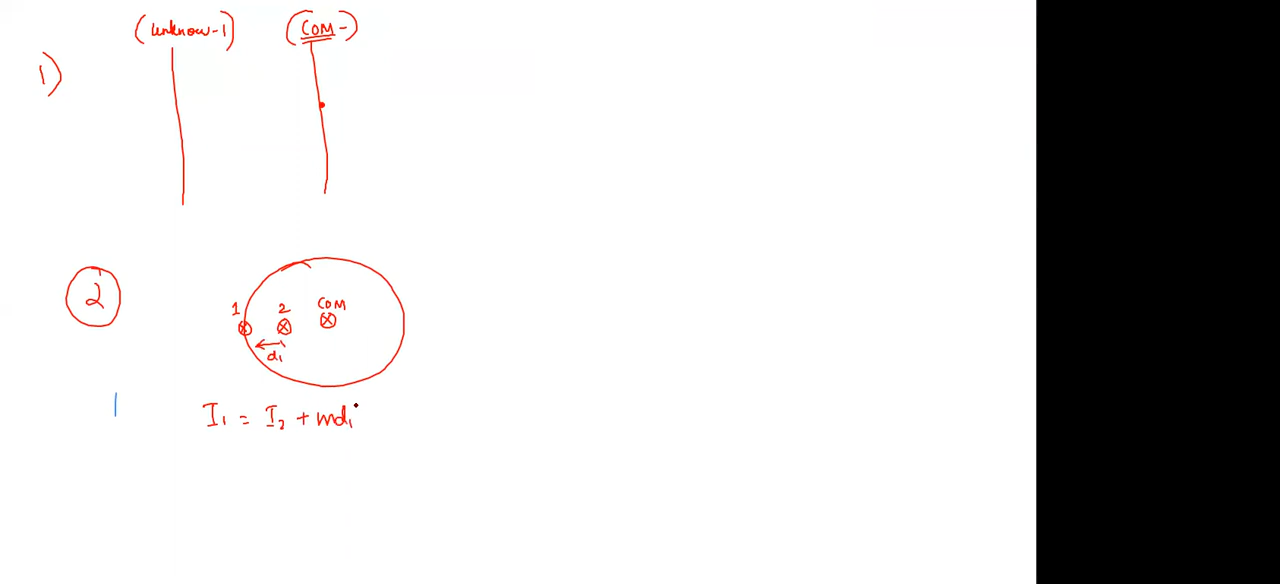 (unknow-1) (COM-)
1)
2
1 2 COM
d₁
I₁ = I₂ + md₁